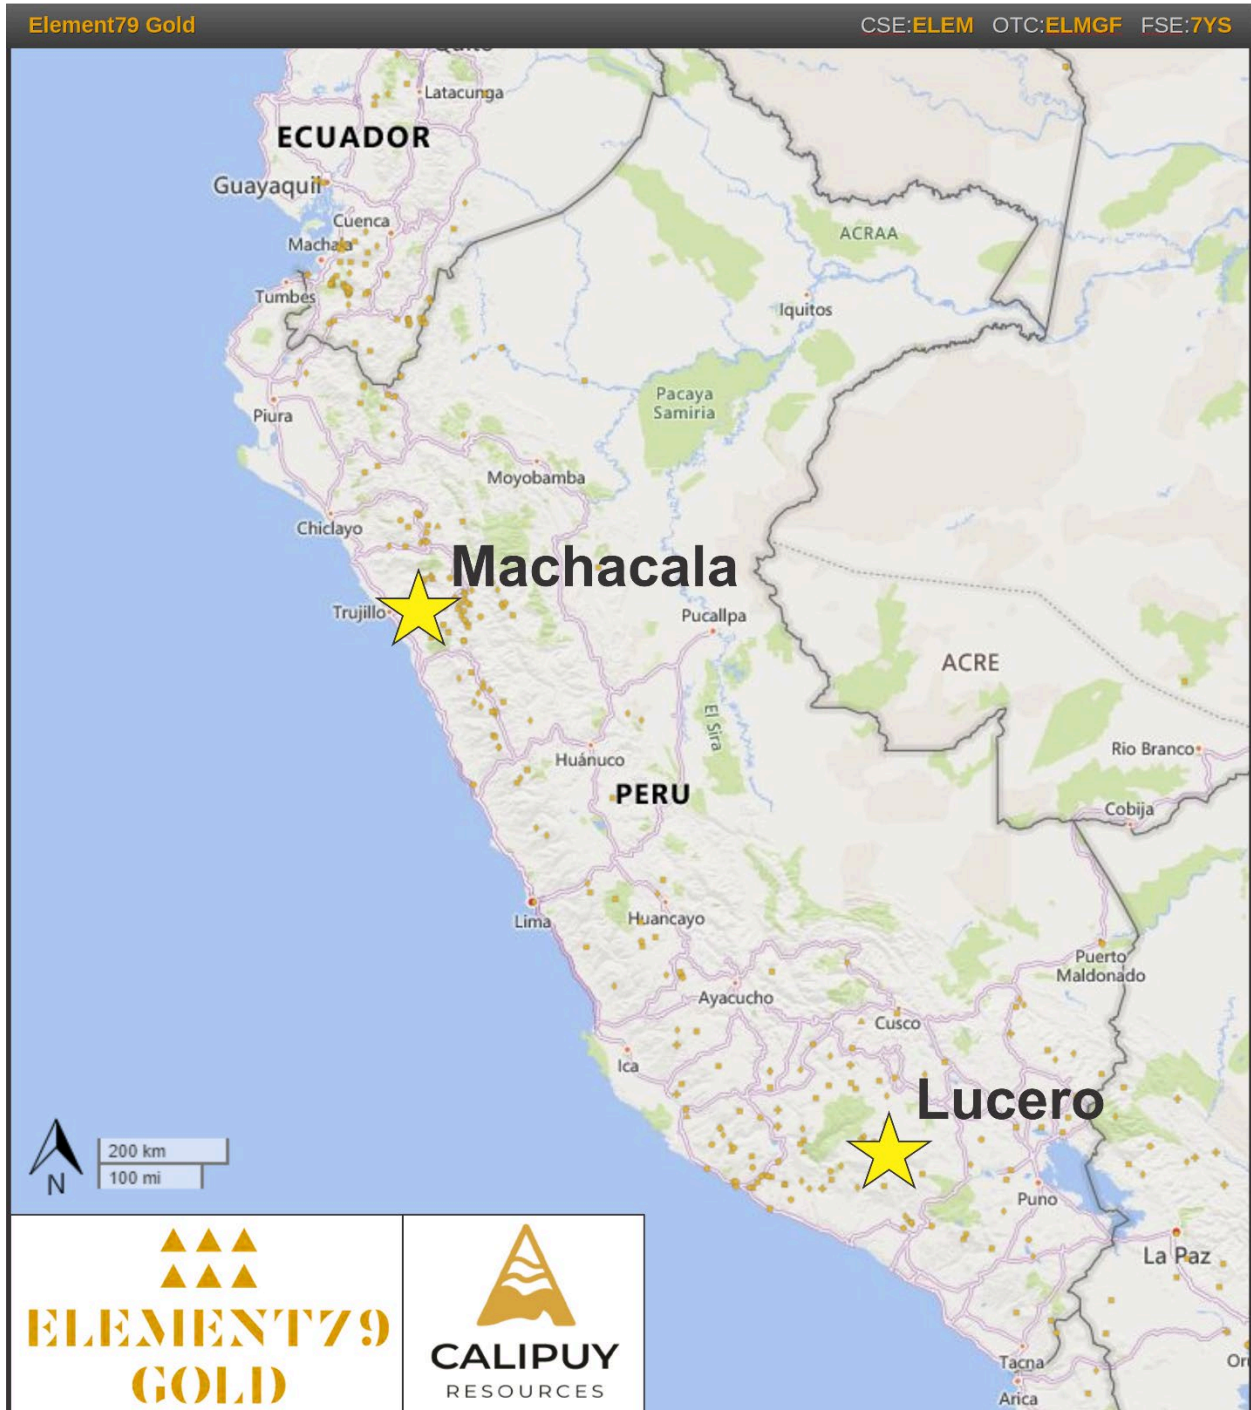 Element79 Gold
CSE:ELEM OTC:ELMGF FSE:7YS
Quito
Latacunga
ECUADOR
Guayaquil
Cuenca
Machala
Tumbes
ACRAA
Iquitos
Pacaya
Samiria
Piura
Moyobamba
Chiclayo
Machacala
Trujillo
Pucallpa
ACRE
El Sira
Rio Branco
Huánuco
PERU
Cobija
Lima
Huancayo
Puerto
Maldonado
Ayacucho
Cusco
Ica
Lucero
200 km
100 mi
N
Puno
La Paz
ELEMENT79
GOLD
CALIPUY
RESOURCES
Tacna
Arica